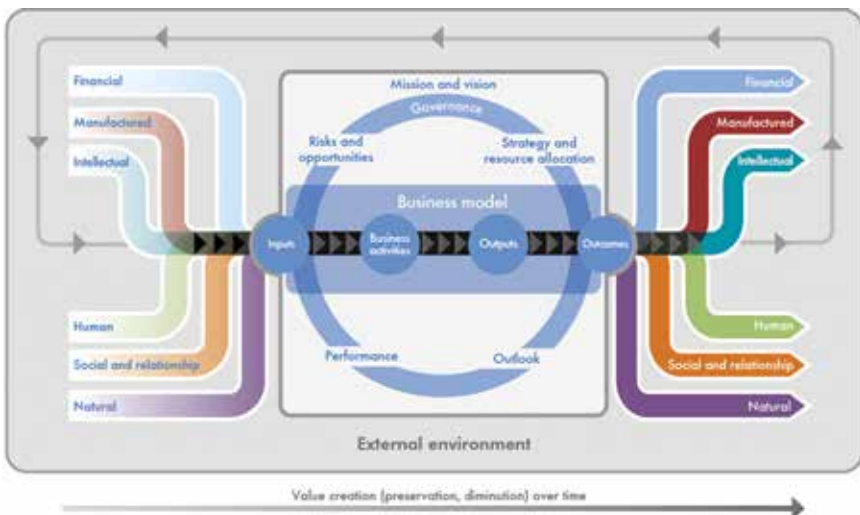 Financial
Manufactured
Intellectual
Human
Social and relationship
Natural
Mission and vision
Governance
Risks and
opportunities
Strategy and
resource allocation
Business model
Inputs
Business
activities
Outputs
Outcomes
Performance
Outlook
Financial
Manufactured
Intellectual
Human
Social and relationship
Natural
External environment
Value creation (preservation, diminution) over time